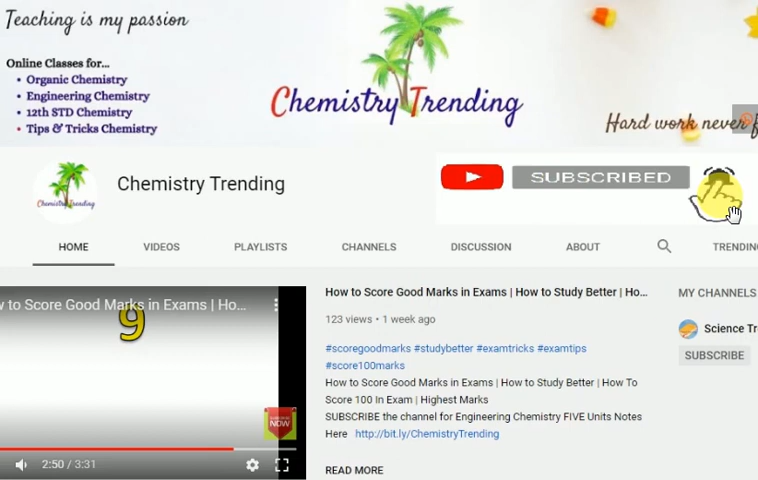 Teaching is my passion
Online Classes for...
• Organic Chemistry
• Engineering Chemistry
• 12th STD Chemistry
• Tips & Tricks Chemistry
Chemistry Trending
Hard work never
Chemistry Trending
Chemistry Trending
SUBSCRIBED
HOME VIDEOS PLAYLISTS CHANNELS DISCUSSION ABOUT TRENDING
to Score Good Marks in Exams | Ho...
9
NOW
2:50 / 3:31
How to Score Good Marks in Exams | How to Study Better | Ho...
123 views • 1 week ago
#scoregoodmarks #studybetter #examtricks #examtips
#score100marks
How to Score Good Marks in Exams | How to Study Better | How To
Score 100 In Exam | Highest Marks
SUBSCRIBE the channel for Engineering Chemistry FIVE Units Notes
Here http://bit.ly/ChemistryTrending
READ MORE
MY CHANNELS
Science
SUBSCRIBE